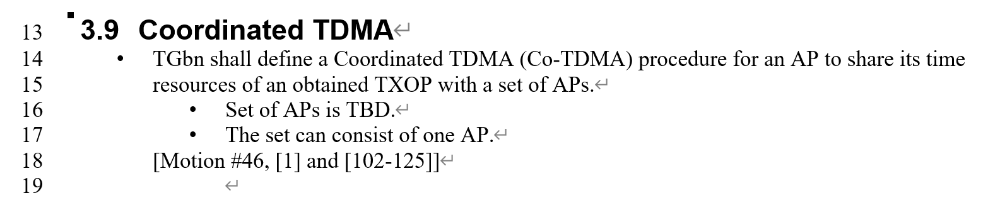 13 3.9 Coordinated TDMA↵
14 • TGbn shall define a Coordinated TDMA (Co-TDMA) procedure for an AP to share its time
15 resources of an obtained TXOP with a set of APs.↵
16 • Set of APs is TBD.↵
17 • The set can consist of one AP.↵
18 [Motion #46, [1] and [102-125]]↵
19 ↵